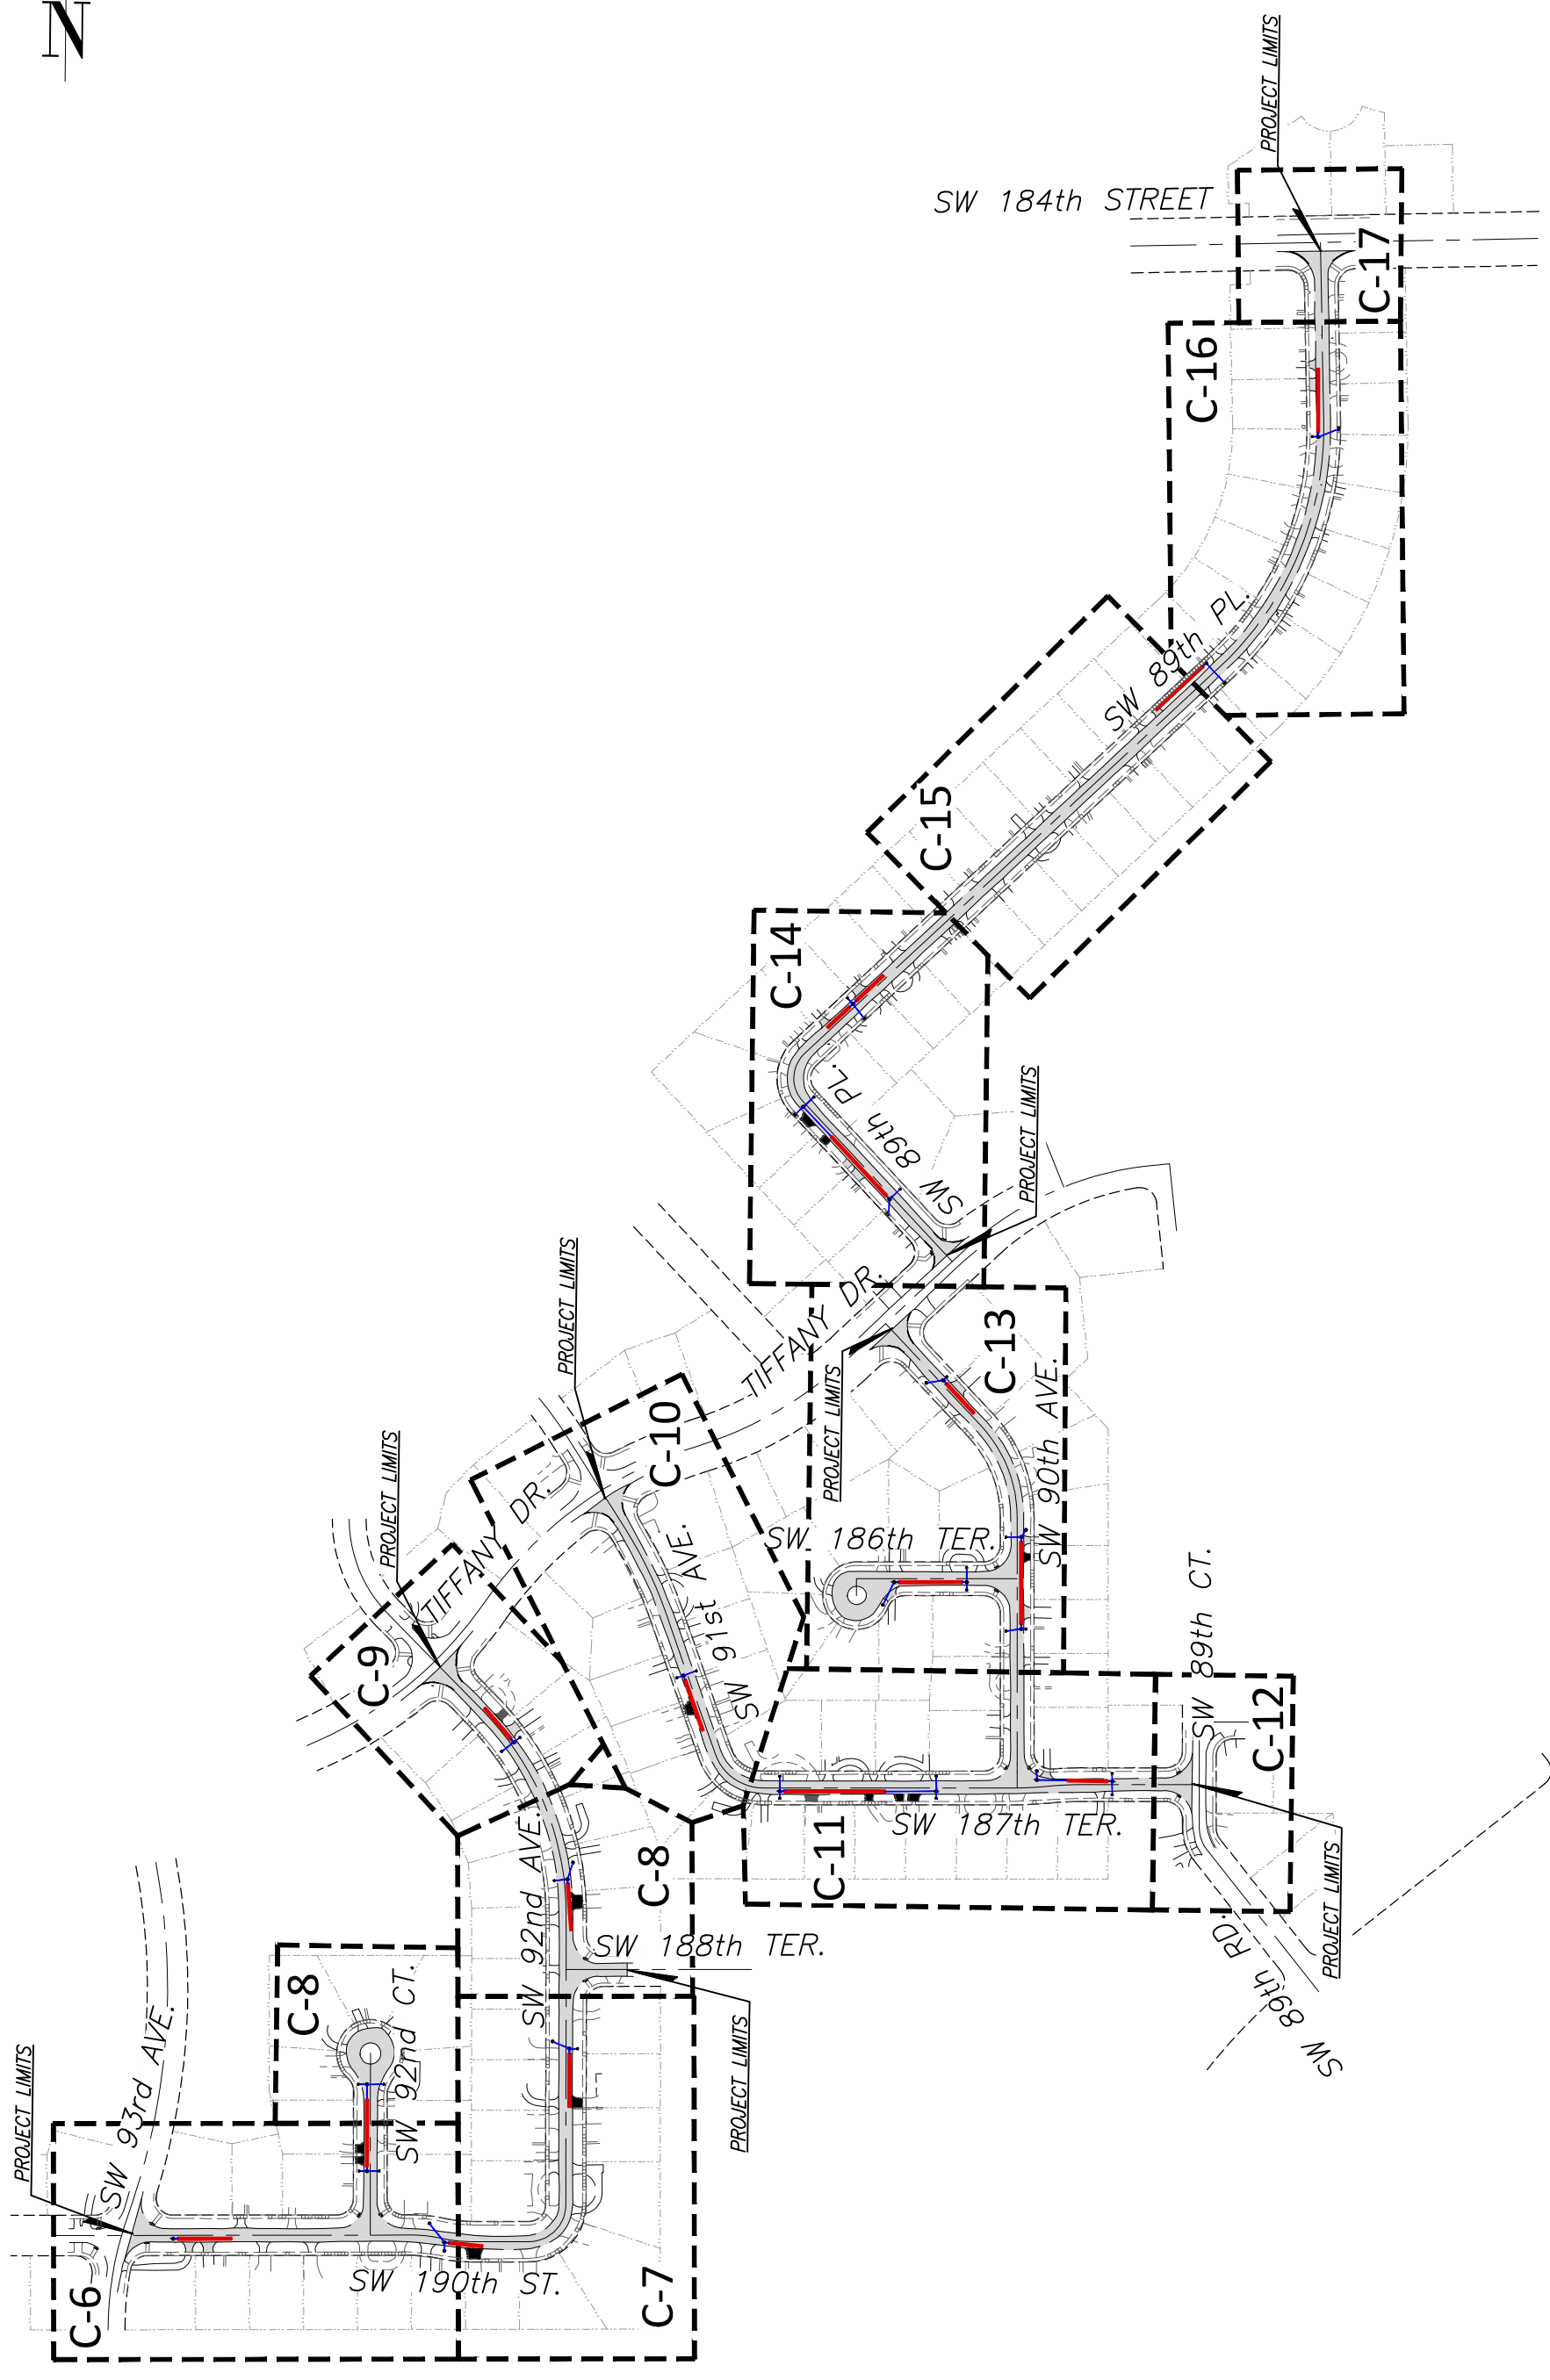 N
PROJECT LIMITS
SW 184th STREET
C-17
C-16
SW 89th PL.
C-15
C-14
SW 89th PL.
PROJECT LIMITS
PROJECT LIMITS
TIFFANY DR.
C-13
PROJECT LIMITS
SW 90th AVE.
C-10
PROJECT LIMITS
TIFFANY DR.
SW 91st AVE.
SW 186th TER.
SW 89th CT.
C-9
C-12
C-11
SW 187th TER.
PROJECT LIMITS
SW 89th RD.
SW 92nd AVE.
C-8
SW 188th TER.
PROJECT LIMITS
C-8
SW 92nd CT.
PROJECT LIMITS
SW 93rd AVE.
SW 190th ST.
C-6
C-7